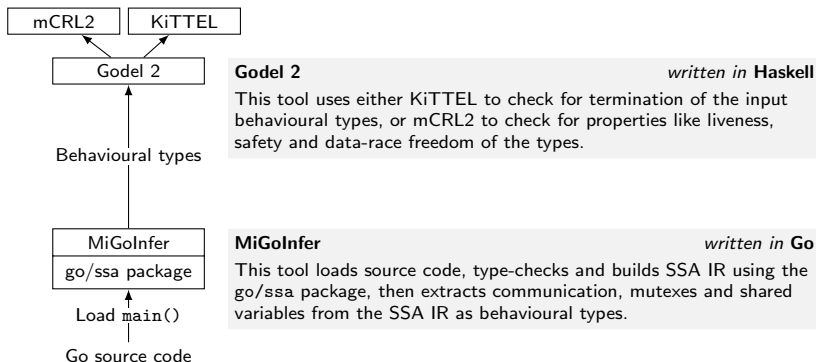 mCRL2 KiTTEL
Godel 2
Godel 2 written in Haskell
This tool uses either KiTTEL to check for termination of the input
behavioural types, or mCRL2 to check for properties like liveness,
safety and data-race freedom of the types.
Behavioural types
MiGoInfer
go/ssa package
MiGoInfer written in Go
This tool loads source code, type-checks and builds SSA IR using the
go/ssa package, then extracts communication, mutexes and shared
variables from the SSA IR as behavioural types.
Load main()
Go source code